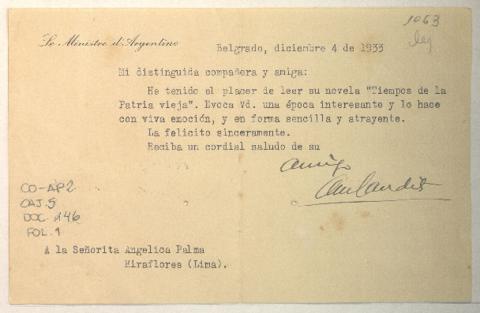 1063
Le Ministre d'Argentine
Belgrado, diciembre 4 de 1933
Mi distinguida compañera y amiga:
He tenido el placer de leer su novela "Tiempos de la
Patria vieja". Evoca Vd. una época interesante y lo hace
con viva emoción, y en forma sencilla y atrayente.
La felicito sinceramente.
Reciba un cordial saludo de su
amigo
CO-AP2
CAJ.5
DOC.146
FOL.1
A la Señorita Angelica Palma
Miraflores (Lima).